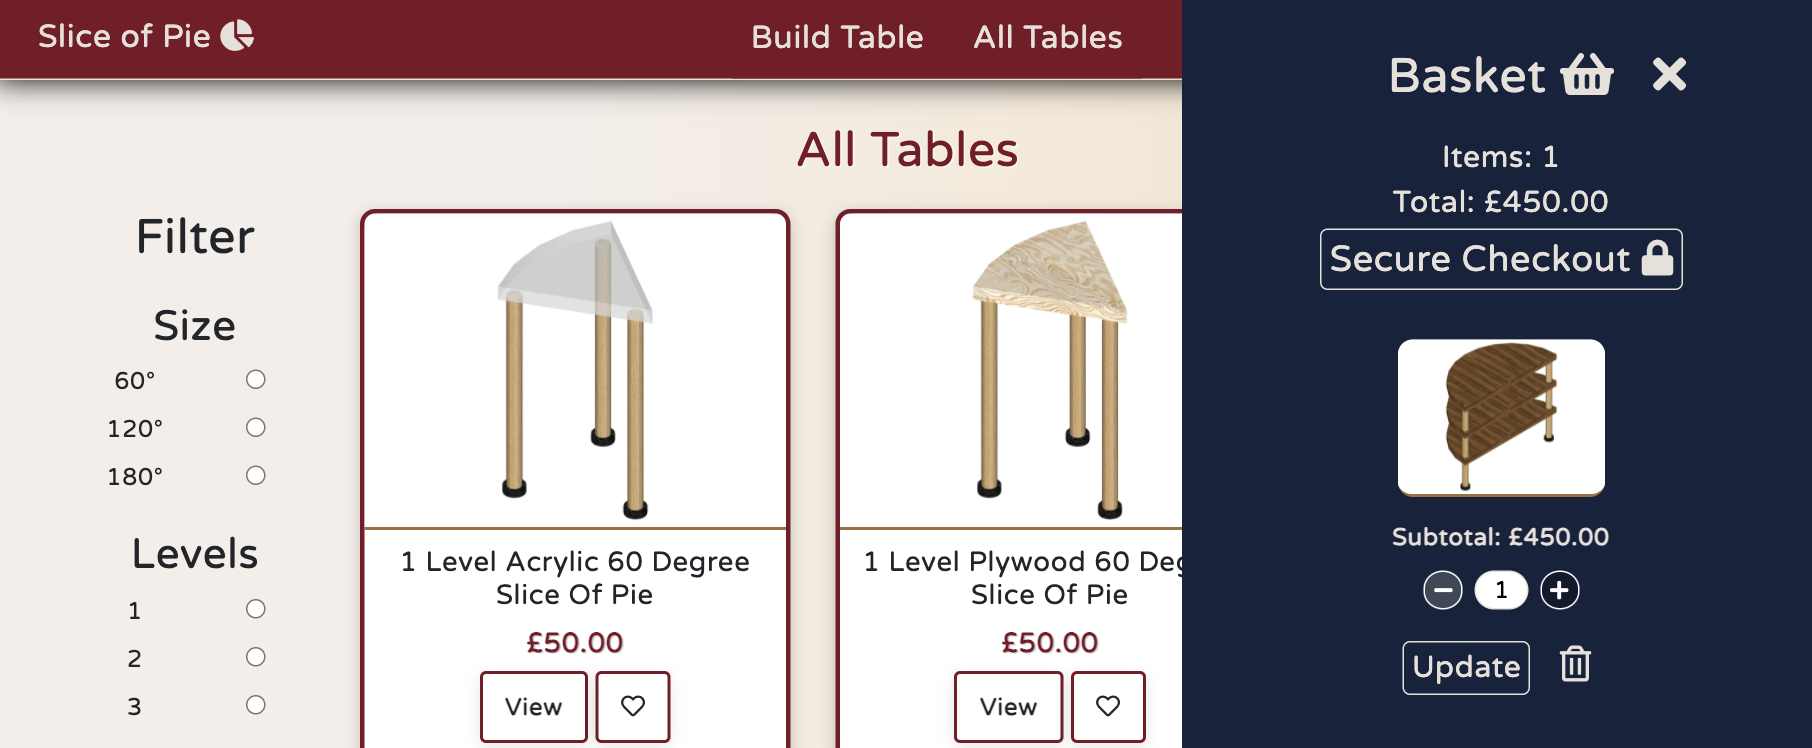 Slice of Pie
Build Table
All Tables
All Tables
Filter
Size
60°
120°
180°
Levels
1
2
3
1 Level Acrylic 60 Degree
Slice Of Pie
£50.00
View
1 Level Plywood 60 Deg
Slice Of Pie
£50.00
View
Basket
Items: 1
Total: £450.00
Secure Checkout
Subtotal: £450.00
1
Update